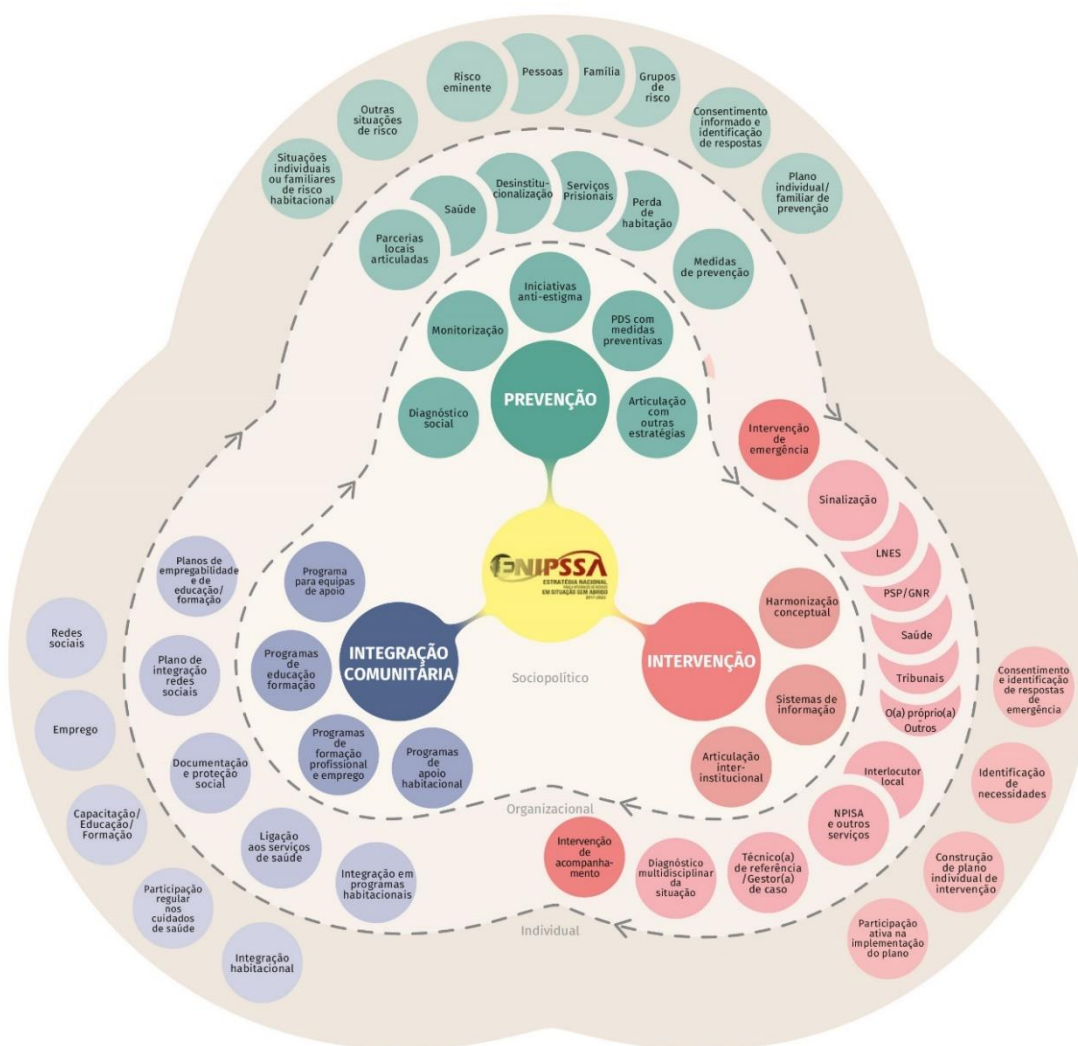 Risco
eminente
Pessoas
Família
Grupos
de
risco
Outras
situações
de risco
Consentimento
informado e
identificação
de respostas
Situações
individuais
ou familiares
de risco
habitacional
Plano
individual/
familiar de
prevenção
Parcerias
locais
articuladas
Saúde
Desinstitu-
cionalização
Serviços
Prisionais
Perda
de
habitação
Medidas
de prevenção
Diagnóstico
social
Monitorização
Iniciativas
anti-estigma
PDS com
medidas
preventivas
Articulação
com
outras
estratégias
PREVENÇÃO
ENIPSSA
ESTRATÉGIA NACIONAL
EM SITUAÇÃO SEM ABRIGO
2017-2023
INTERVENÇÃO
INTEGRAÇÃO
COMUNITÁRIA
Sociopolítico
Organizacional
Individual
Intervenção
de
emergência
Sinalização
LNES
PSP/GNR
Saúde
Tribunais
O(a) próprio(a)
-
Outros
Interlocutor
local
NPISA
e outros
serviços
Técnico(a)
de referência
/Gestor(a)
de caso
Diagnóstico
multidisciplinar
da
situação
Intervenção
de
acompanha-
mento
Harmonização
conceptual
Sistemas de
informação
Articulação
inter-
institucional
Consentimento
e identificação
de respostas
de
emergência
Identificação
de
necessidades
Construção
de plano
individual de
intervenção
Participação
ativa na
implementação
do plano
Programa
para equipas
de apoio
Programas
de
educação
formação
Programas
de
formação
profissional
e emprego
Programas
de
apoio
habitacional
Planos de
empregabilidade
e de
educação/
formação
Plano de
integração
redes
sociais
Documentação
e proteção
social
Ligação
aos serviços
de saúde
Integração em
programas
habitacionais
Redes
sociais
Emprego
Capacitação/
Educação/
Formação
Participação
regular
nos
cuidados
de saúde
Integração
habitacional